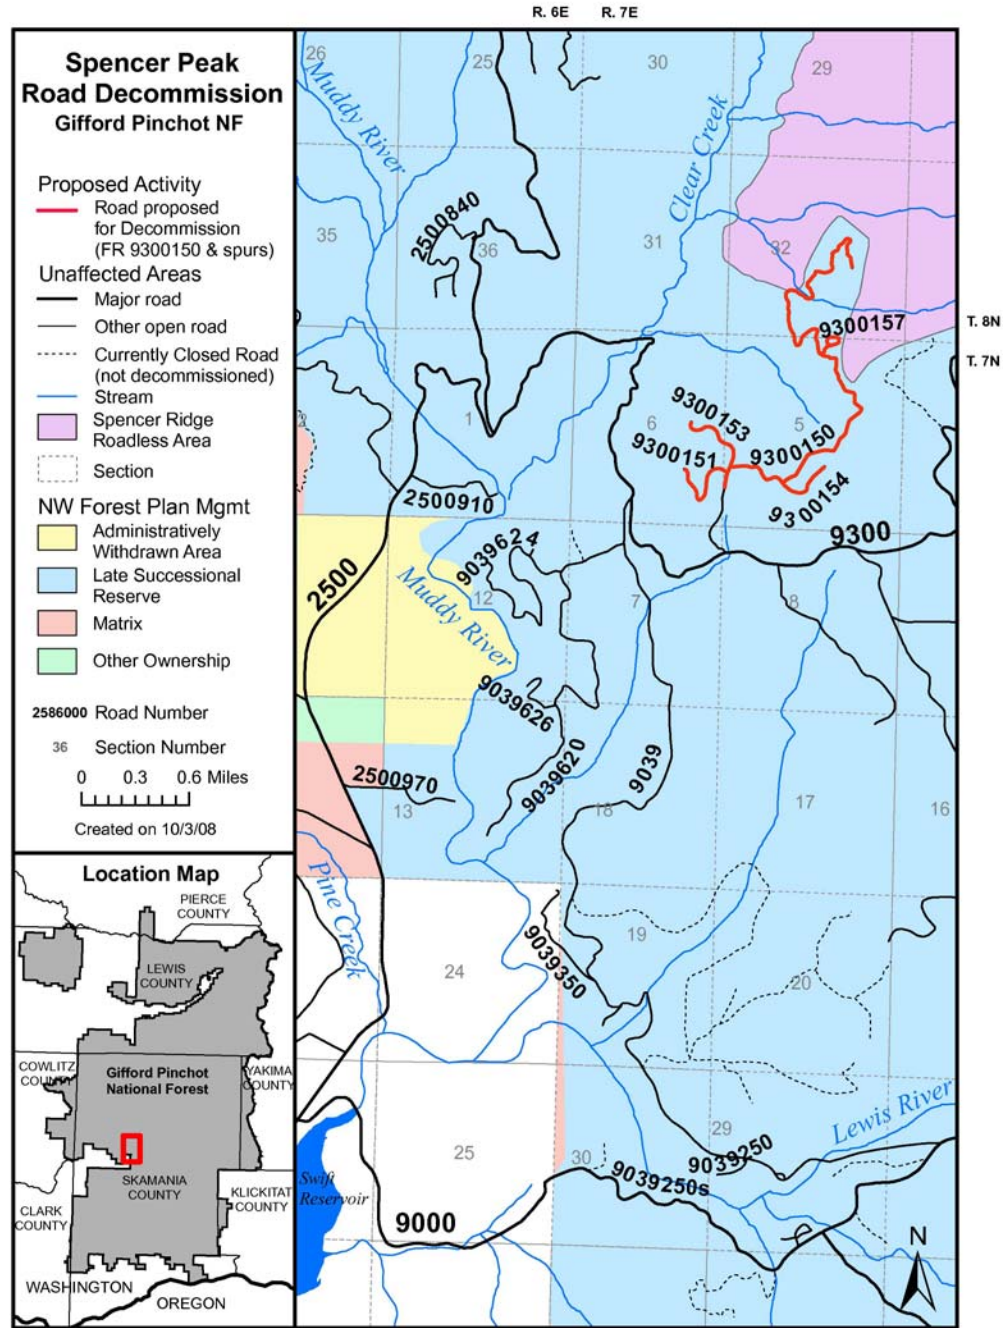 R. 6E R. 7E
Spencer Peak
Road Decommission
Gifford Pinchot NF
Proposed Activity
Road proposed
for Decommission
(FR 9300150 & spurs)
Unaffected Areas
Major road
Other open road
Currently Closed Road
(not decommissioned)
Stream
Spencer Ridge
Roadless Area
Section
NW Forest Plan Mgmt
Administratively
Withdrawn Area
Late Successional
Reserve
Matrix
Other Ownership
2586000 Road Number
36 Section Number
0 0.3 0.6 Miles
Created on 10/3/08
Location Map
PIERCE
COUNTY
LEWIS
COUNTY
COWLITZ
COUNTY
Gifford Pinchot
National Forest
YAKIMA
COUNTY
SKAMANIA
COUNTY
KLICKITAT
COUNTY
CLARK
COUNTY
WASHINGTON
OREGON
26
25
30
29
Muddy River
Clear Creek
2500840
35
36
31
32
9300157
T. 8N
T. 7N
2
1
6
5
9300153
9300151
9300150
9300154
2500910
9300
9039624
2500
Muddy River
12
7
8
9039626
9039620
9039
2500970
13
18
17
16
Pine Creek
24
9039350
19
20
Lewis River
25
30
29
9039250
9039250s
Swift
Reservoir
9000
N